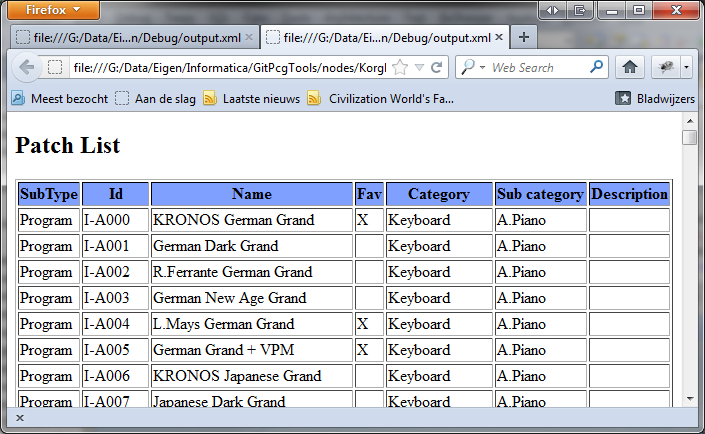 Firefox
file:///G:/Data/Ei...n/Debug/output.xml
file:///G:/Data/Ei...n/Debug/output.xml
file:///G:/Data/Eigen/Informatica/GitPcgTools/nodes/Korgl
Web Search
Meest bezocht Aan de slag Laatste nieuws Civilization World's Fa... Bladwijzers
Patch List
SubType Id Name Fav Category Sub category Description
Program I-A000 KRONOS German Grand X Keyboard A.Piano
Program I-A001 German Dark Grand Keyboard A.Piano
Program I-A002 R.Ferrante German Grand Keyboard A.Piano
Program I-A003 German New Age Grand Keyboard A.Piano
Program I-A004 L.Mays German Grand X Keyboard A.Piano
Program I-A005 German Grand + VPM X Keyboard A.Piano
Program I-A006 KRONOS Japanese Grand Keyboard A.Piano
Program I-A007 Japanese Dark Grand Keyboard A.Piano